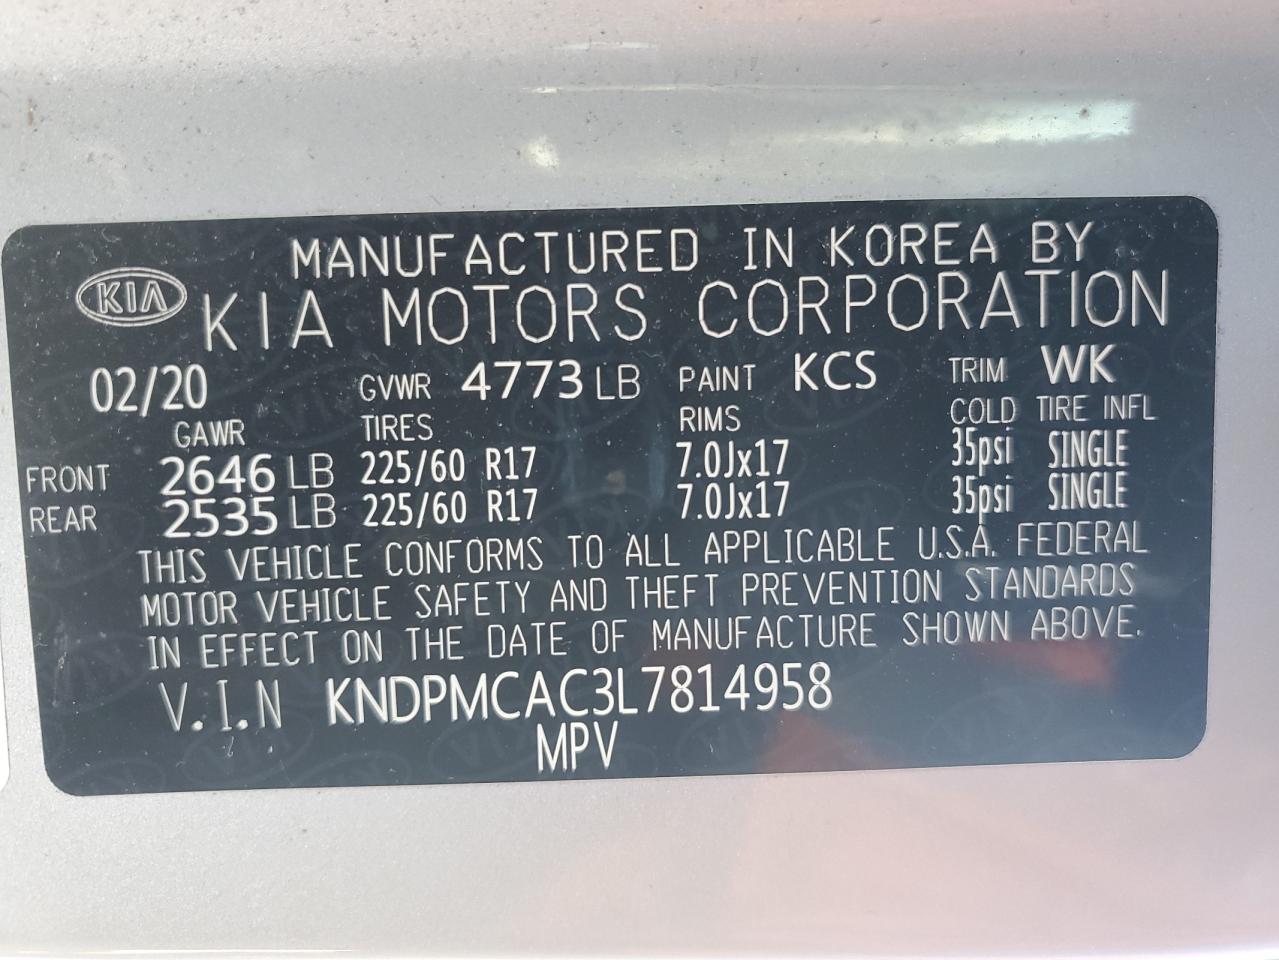 MANUFACTURED IN KOREA BY
KIA KIA MOTORS CORPORATION
02/20 GVWR 4773 LB PAINT KCS TRIM WK
GAWR TIRES RIMS COLD TIRE INFL
FRONT 2646 LB 225/60 R17 7.0Jx17 35psi SINGLE
REAR 2535 LB 225/60 R17 7.0Jx17 35psi SINGLE
THIS VEHICLE CONFORMS TO ALL APPLICABLE U.S.A. FEDERAL
MOTOR VEHICLE SAFETY AND THEFT PREVENTION STANDARDS
IN EFFECT ON THE DATE OF MANUFACTURE SHOWN ABOVE.
V.I.N KNDPMCAC3L7814958
MPV